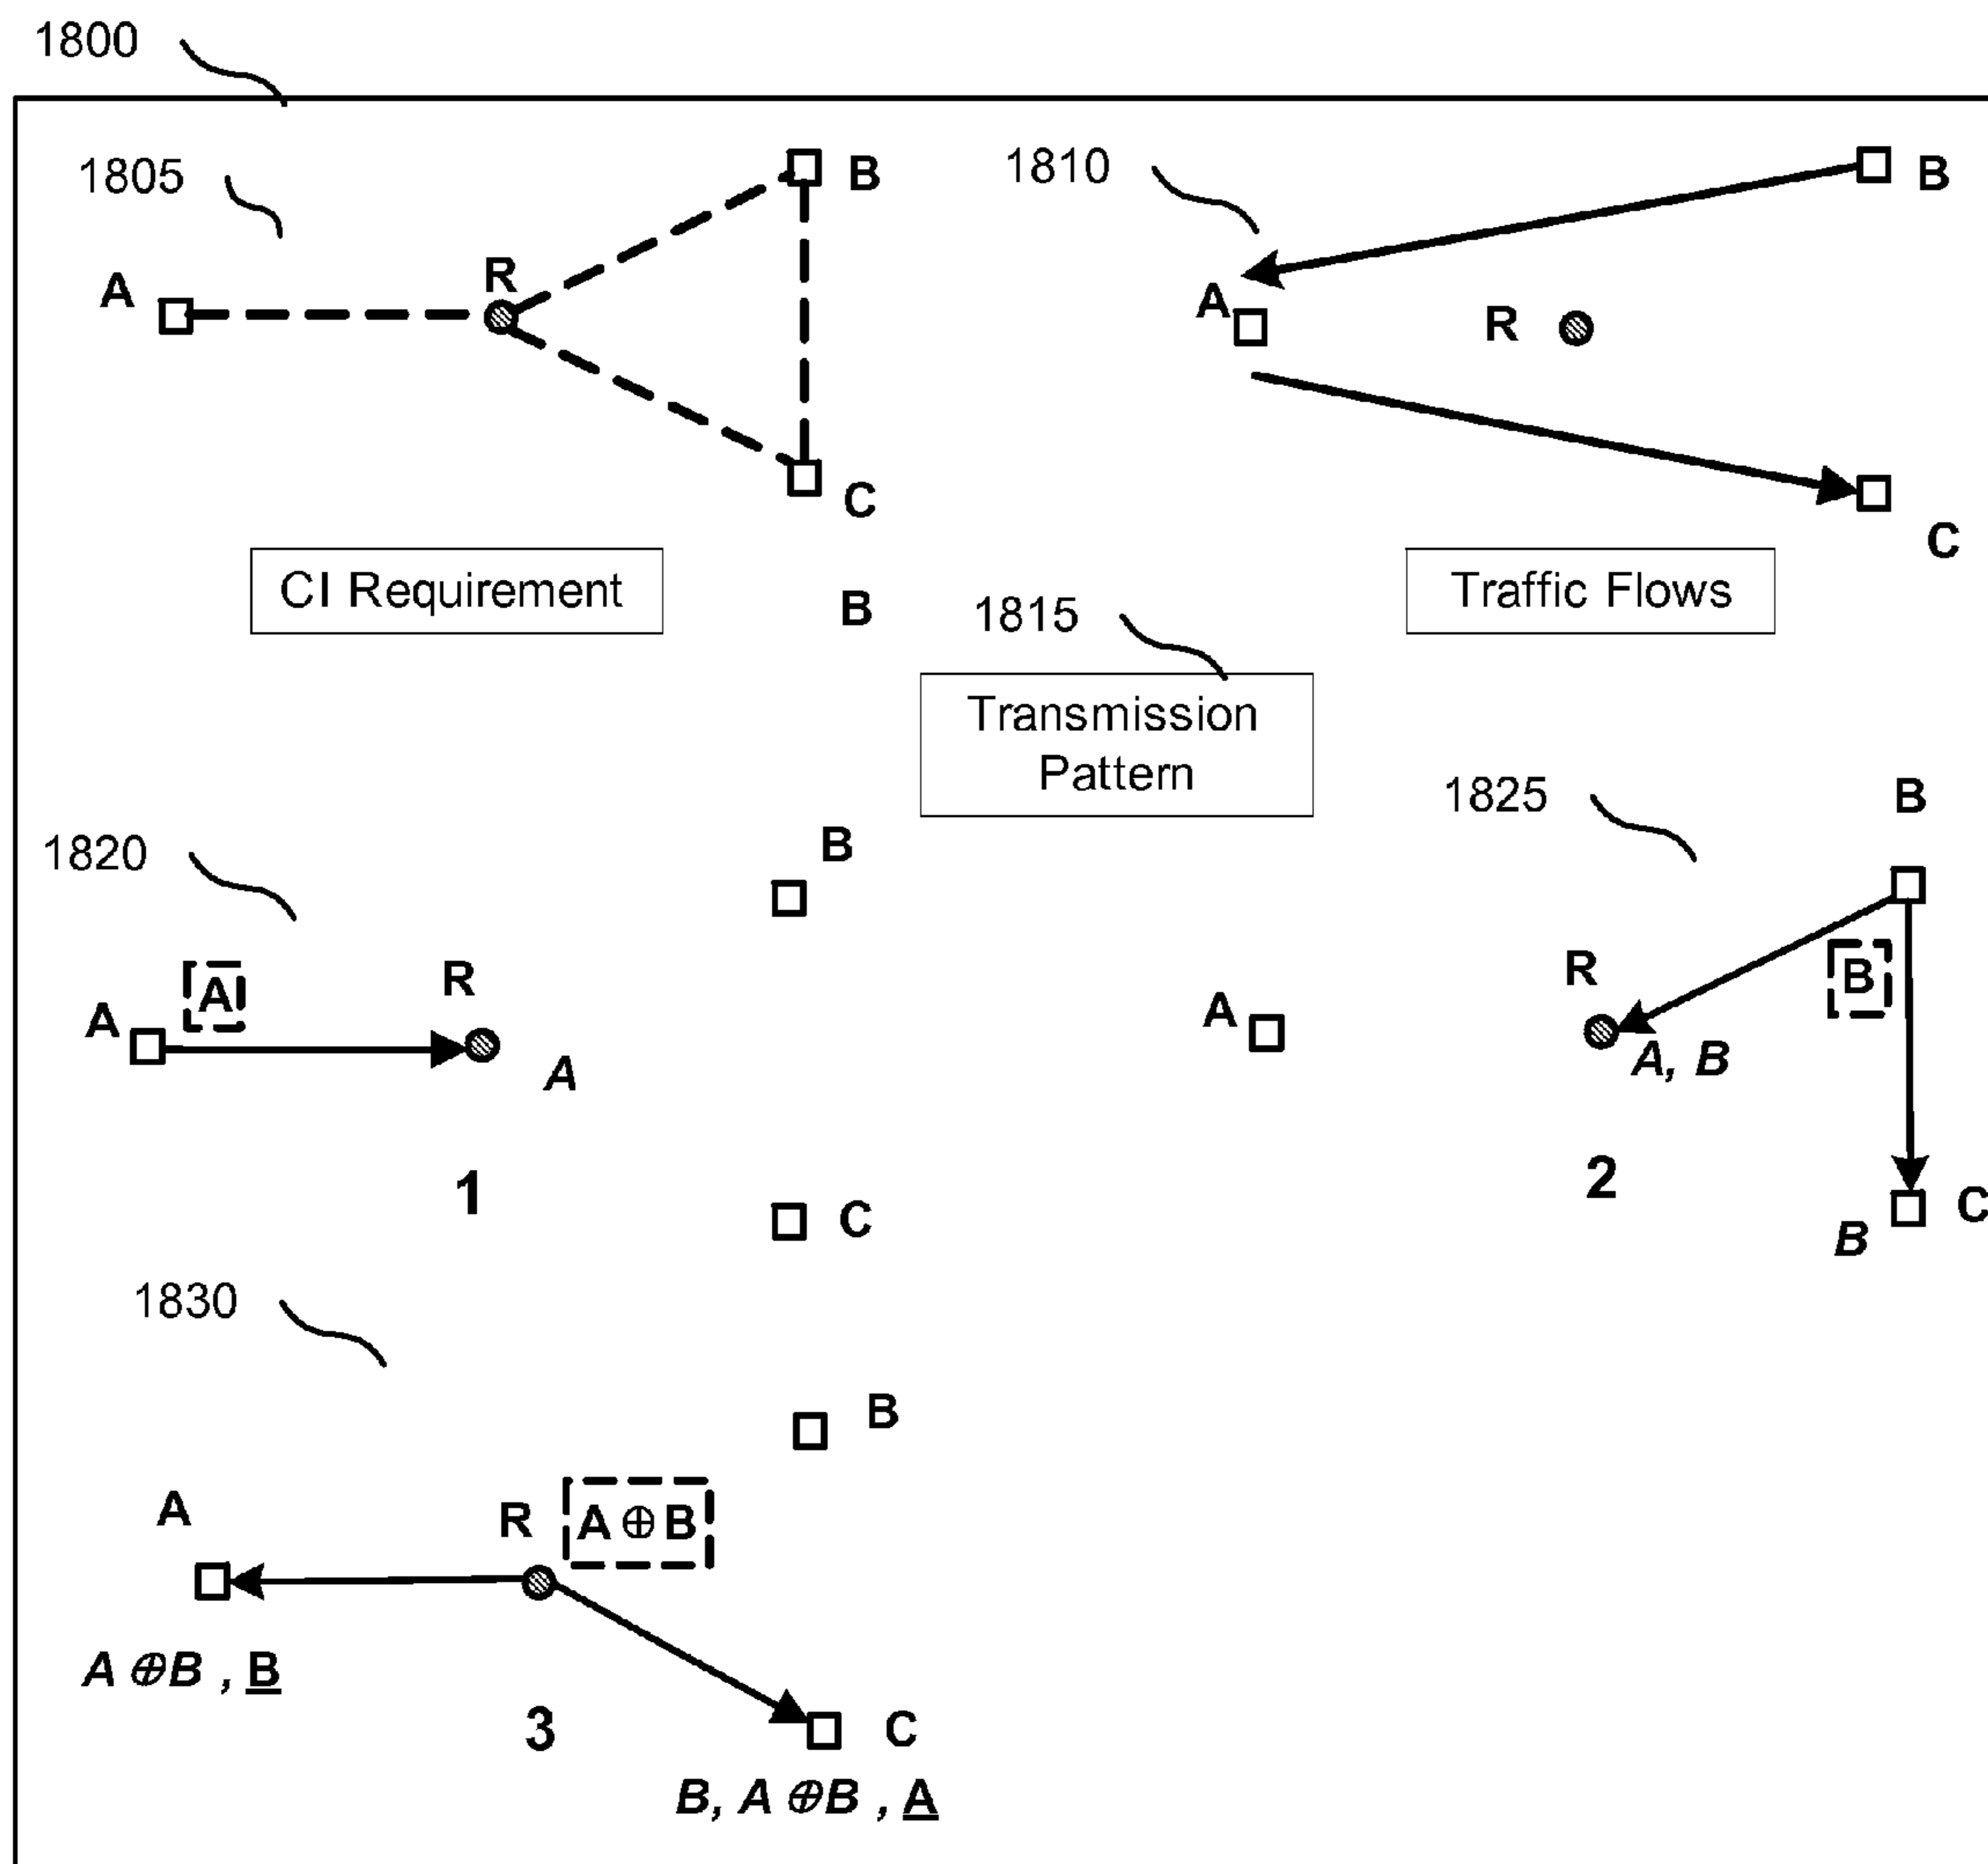 1800
1805
B
1810
B
A
R
A
R
C
C
CI Requirement
B
1815
Traffic Flows
Transmission
Pattern
1825
B
1820
B
A
R
A
A
R
B
A
A, B
1
2
C
C
B
1830
B
A
R
A ⊕ B
A ⊕B , B
3
C
B, A ⊕B , A